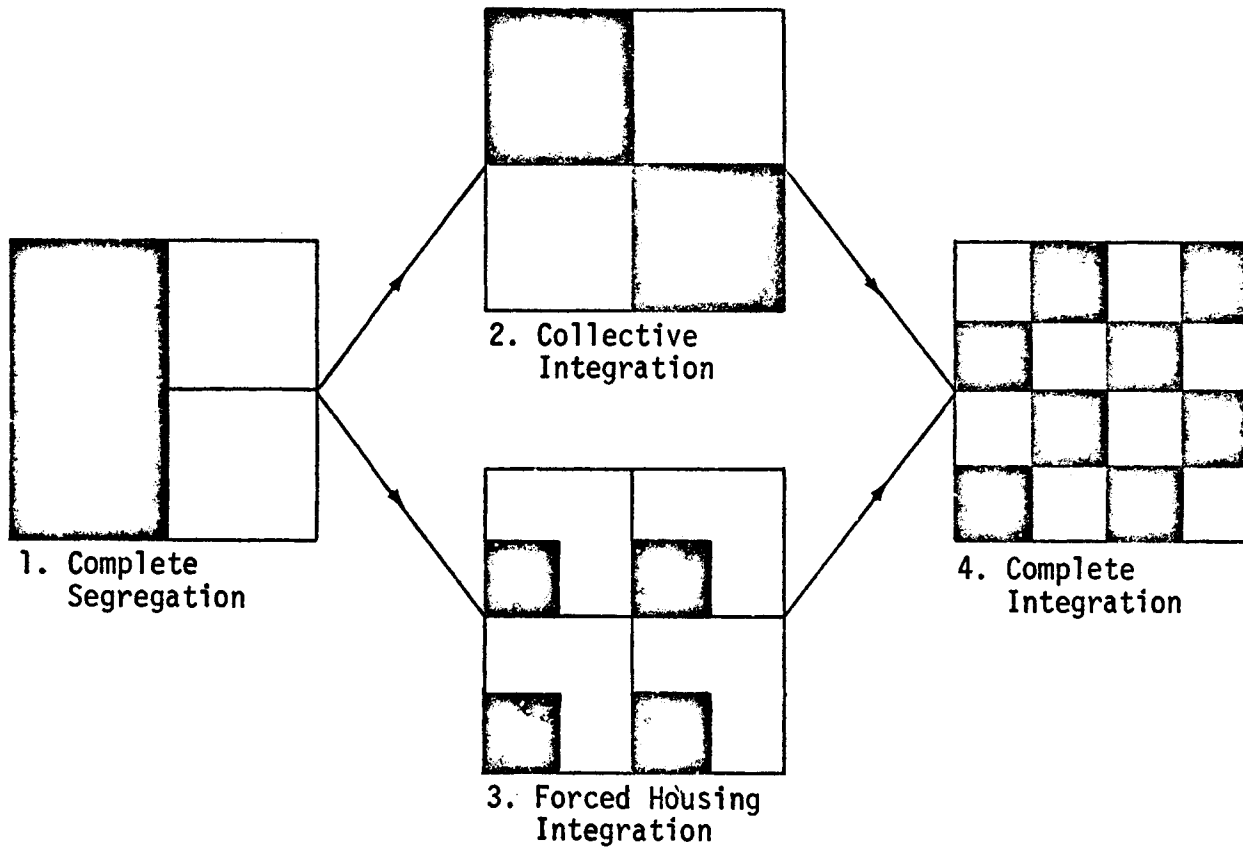 1. Complete
Segregation
2. Collective
Integration
3. Forced Housing
Integration
4. Complete
Integration